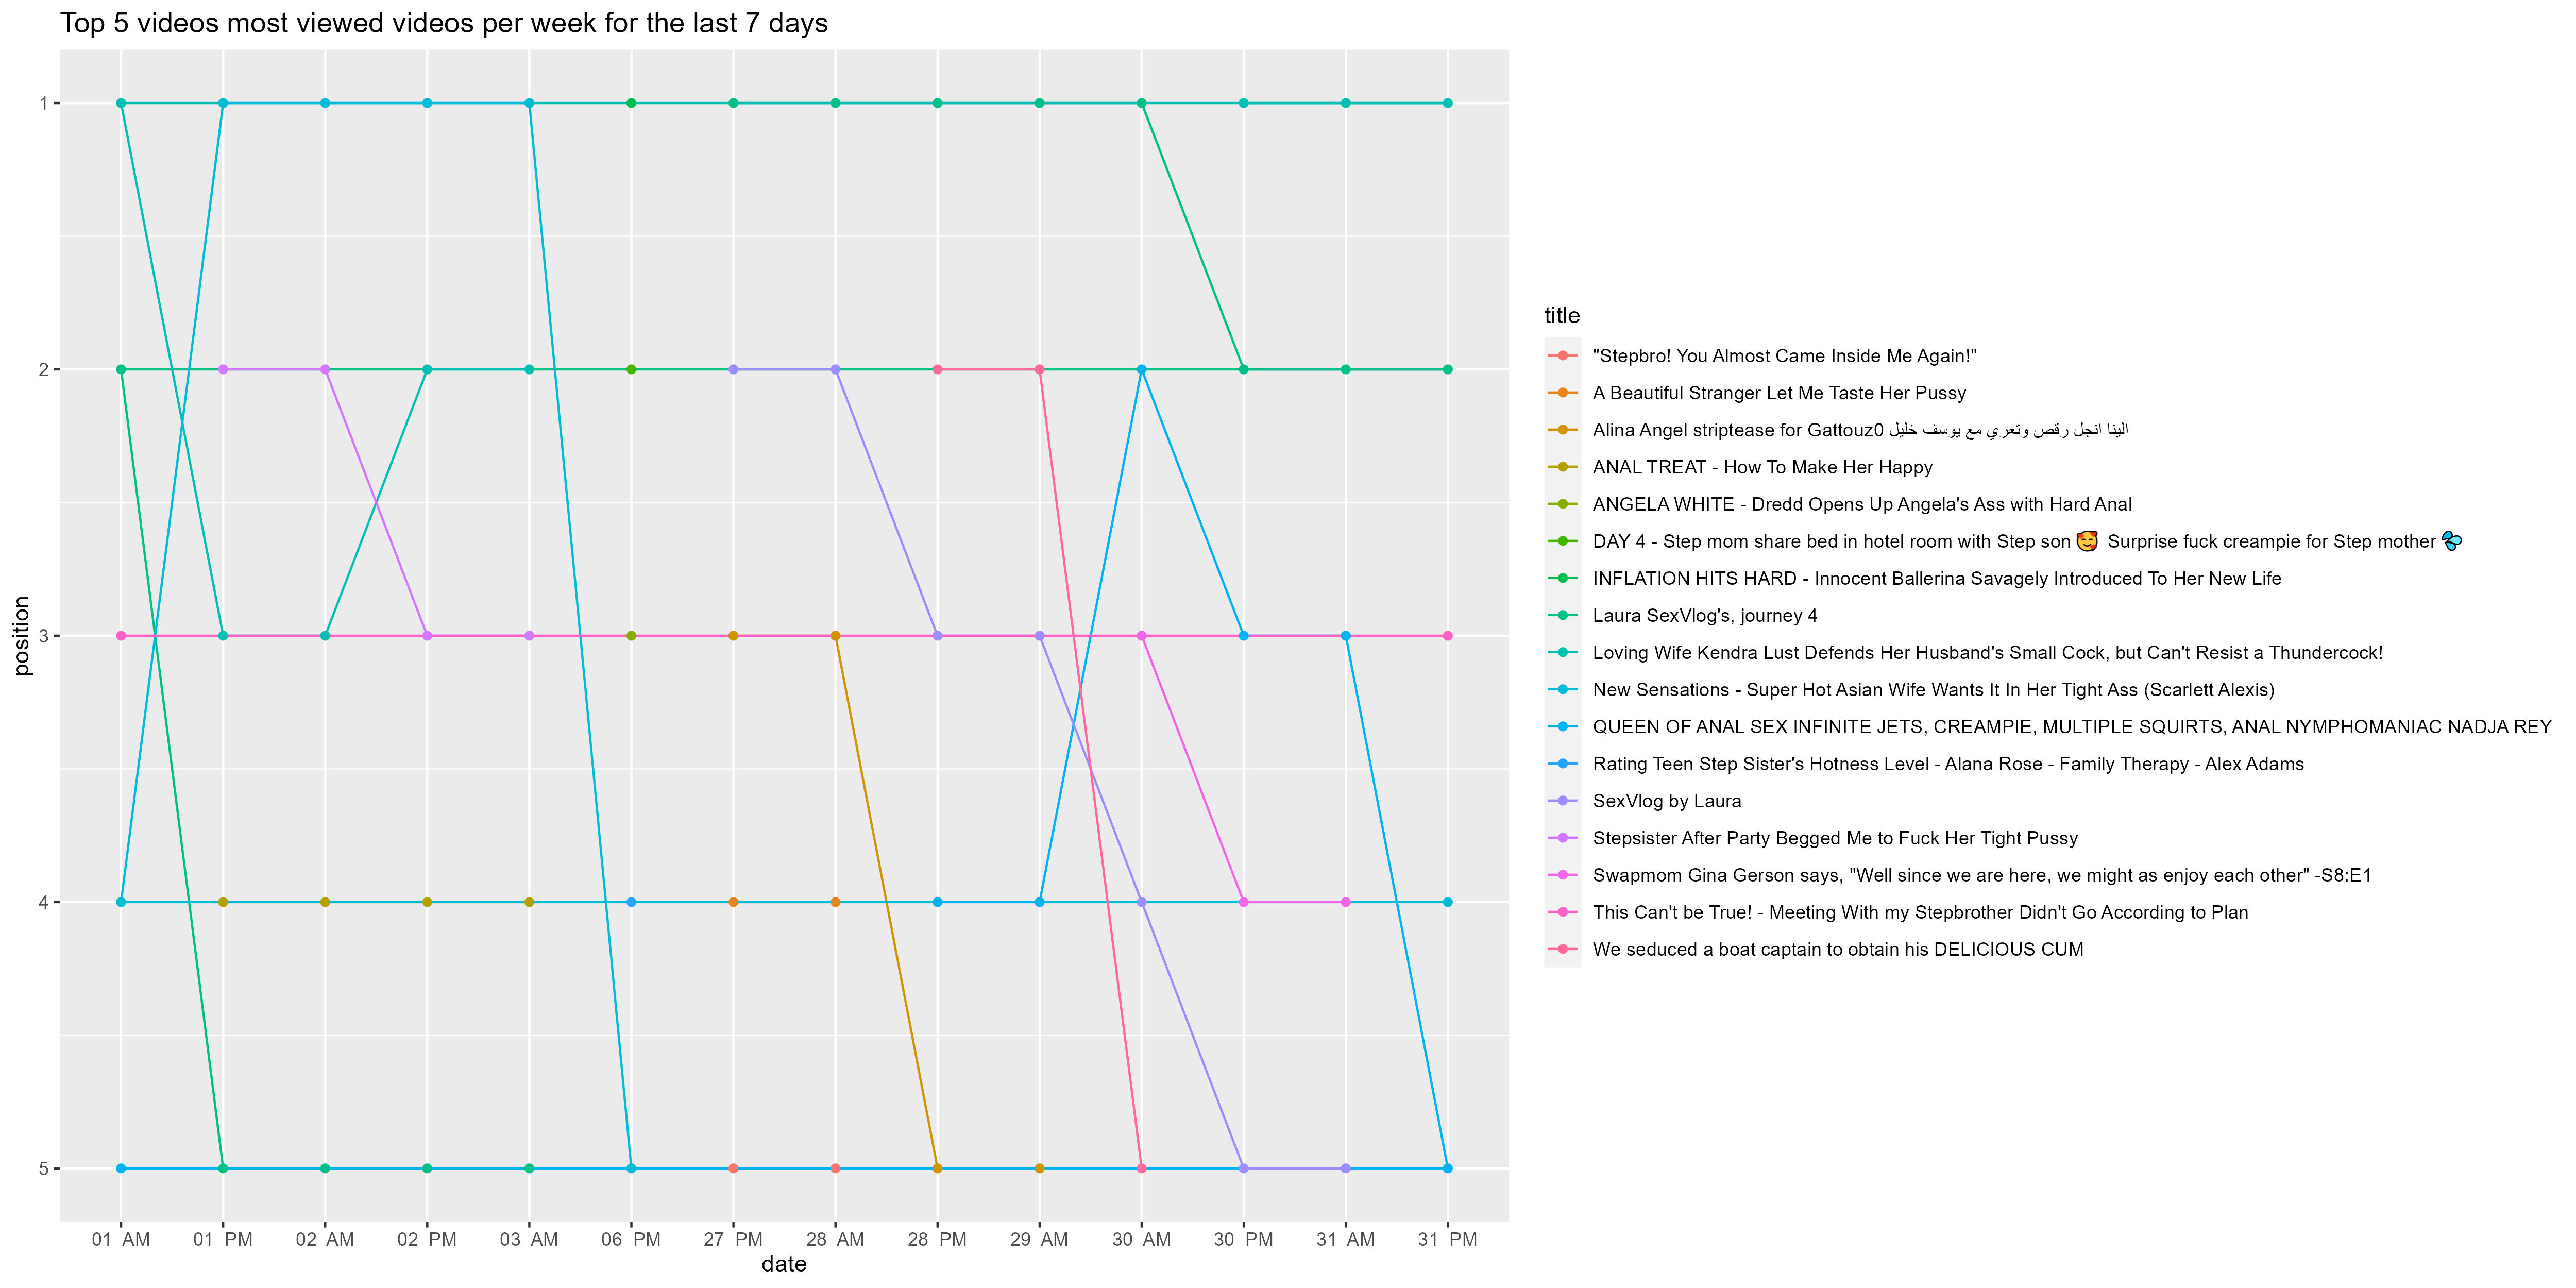 Top 5 videos most viewed videos per week for the last 7 days
position
1
2
3
4
5
01 AM
01 PM
02 AM
02 PM
03 AM
06 PM
27 PM
28 AM
28 PM
29 AM
30 AM
30 PM
31 AM
31 PM
date
title
"Stepbro! You Almost Came Inside Me Again!"
A Beautiful Stranger Let Me Taste Her Pussy
Alina Angel striptease for Gattouz0 الينا انجل رقص وتعري مع يوسف خليل
ANAL TREAT - How To Make Her Happy
ANGELA WHITE - Dredd Opens Up Angela's Ass with Hard Anal
DAY 4 - Step mom share bed in hotel room with Step son 🥰 Surprise fuck creampie for Step mother 💦
INFLATION HITS HARD - Innocent Ballerina Savagely Introduced To Her New Life
Laura SexVlog's, journey 4
Loving Wife Kendra Lust Defends Her Husband's Small Cock, but Can't Resist a Thundercock!
New Sensations - Super Hot Asian Wife Wants It In Her Tight Ass (Scarlett Alexis)
QUEEN OF ANAL SEX INFINITE JETS, CREAMPIE, MULTIPLE SQUIRTS, ANAL NYMPHOMANIAC NADJA REY
Rating Teen Step Sister's Hotness Level - Alana Rose - Family Therapy - Alex Adams
SexVlog by Laura
Stepsister After Party Begged Me to Fuck Her Tight Pussy
Swapmom Gina Gerson says, "Well since we are here, we might as enjoy each other" -S8:E1
This Can't be True! - Meeting With my Stepbrother Didn't Go According to Plan
We seduced a boat captain to obtain his DELICIOUS CUM